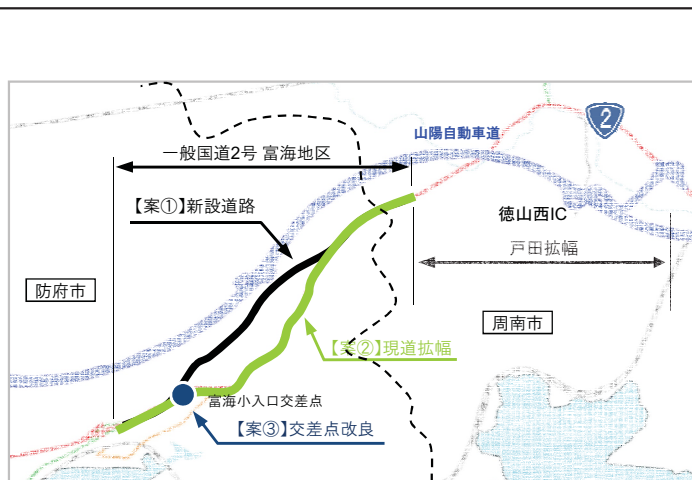 2
山陽自動車道
一般国道2号 富海地区
【案①】新設道路
徳山西IC
戸田拡幅
防府市
周南市
【案②】現道拡幅
富海小入口交差点
【案③】交差点改良